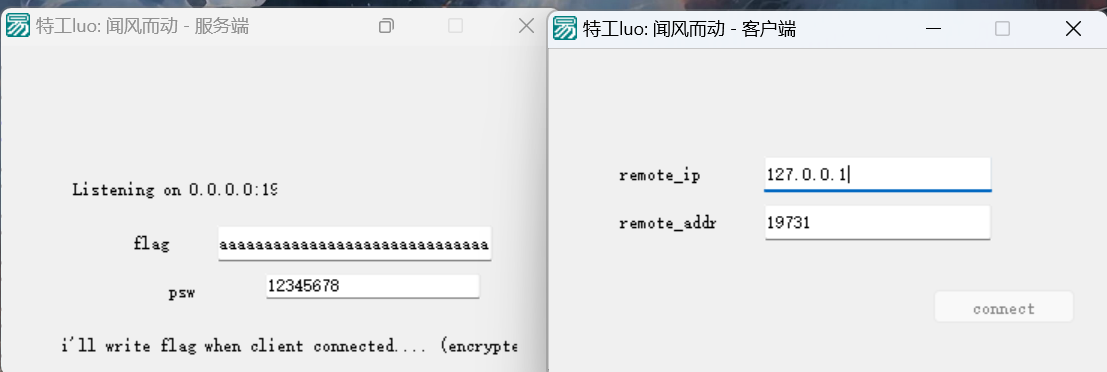 特工luo: 闻风而动 - 服务端
Listening on 0.0.0.0:19
flag
aaaaaaaaaaaaaaaaaaaaaaaaaaaaaa
psw
12345678
i'll write flag when client connected.... (encrypte
特工luo: 闻风而动 - 客户端
remote_ip
127.0.0.1
remote_addr
19731
connect